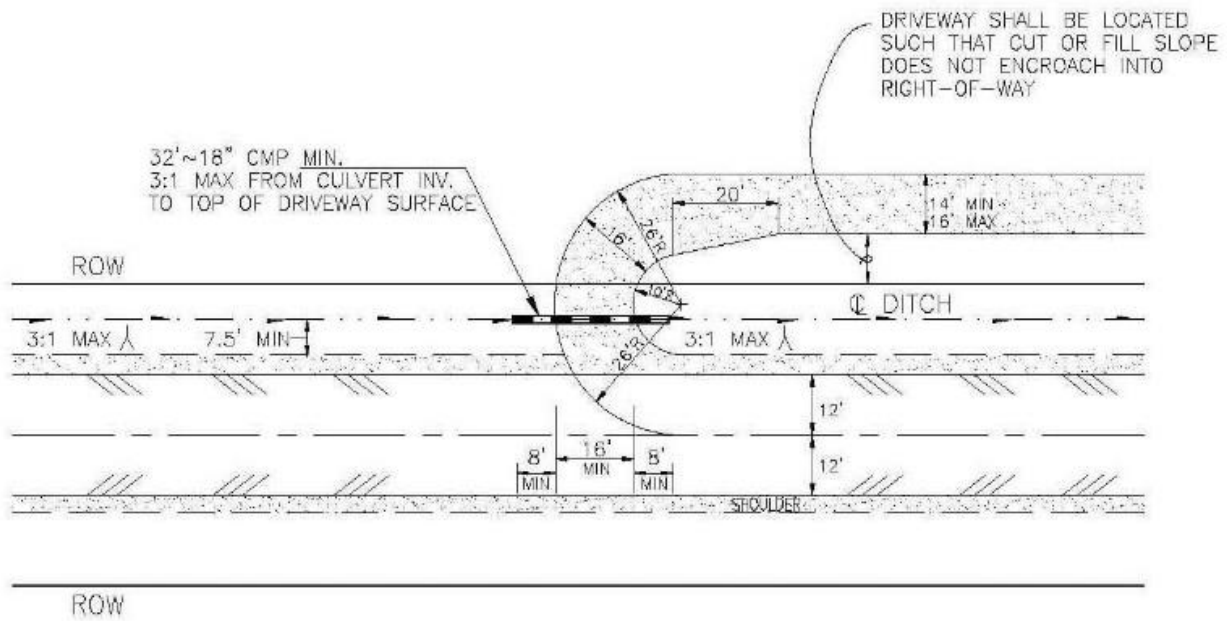 DRIVEWAY SHALL BE LOCATED
SUCH THAT CUT OR FILL SLOPE
DOES NOT ENCROACH INTO
RIGHT-OF-WAY
32'~18" CMP MIN.
3:1 MAX FROM CULVERT INV.
TO TOP OF DRIVEWAY SURFACE
20'
14' MIN
16' MAX
26'R
16'
10'R
ROW
℄ DITCH
3:1 MAX
7.5' MIN
3:1 MAX
26'R
12'
12'
8'
MIN
16'
MIN
8'
MIN
SHOULDER
ROW